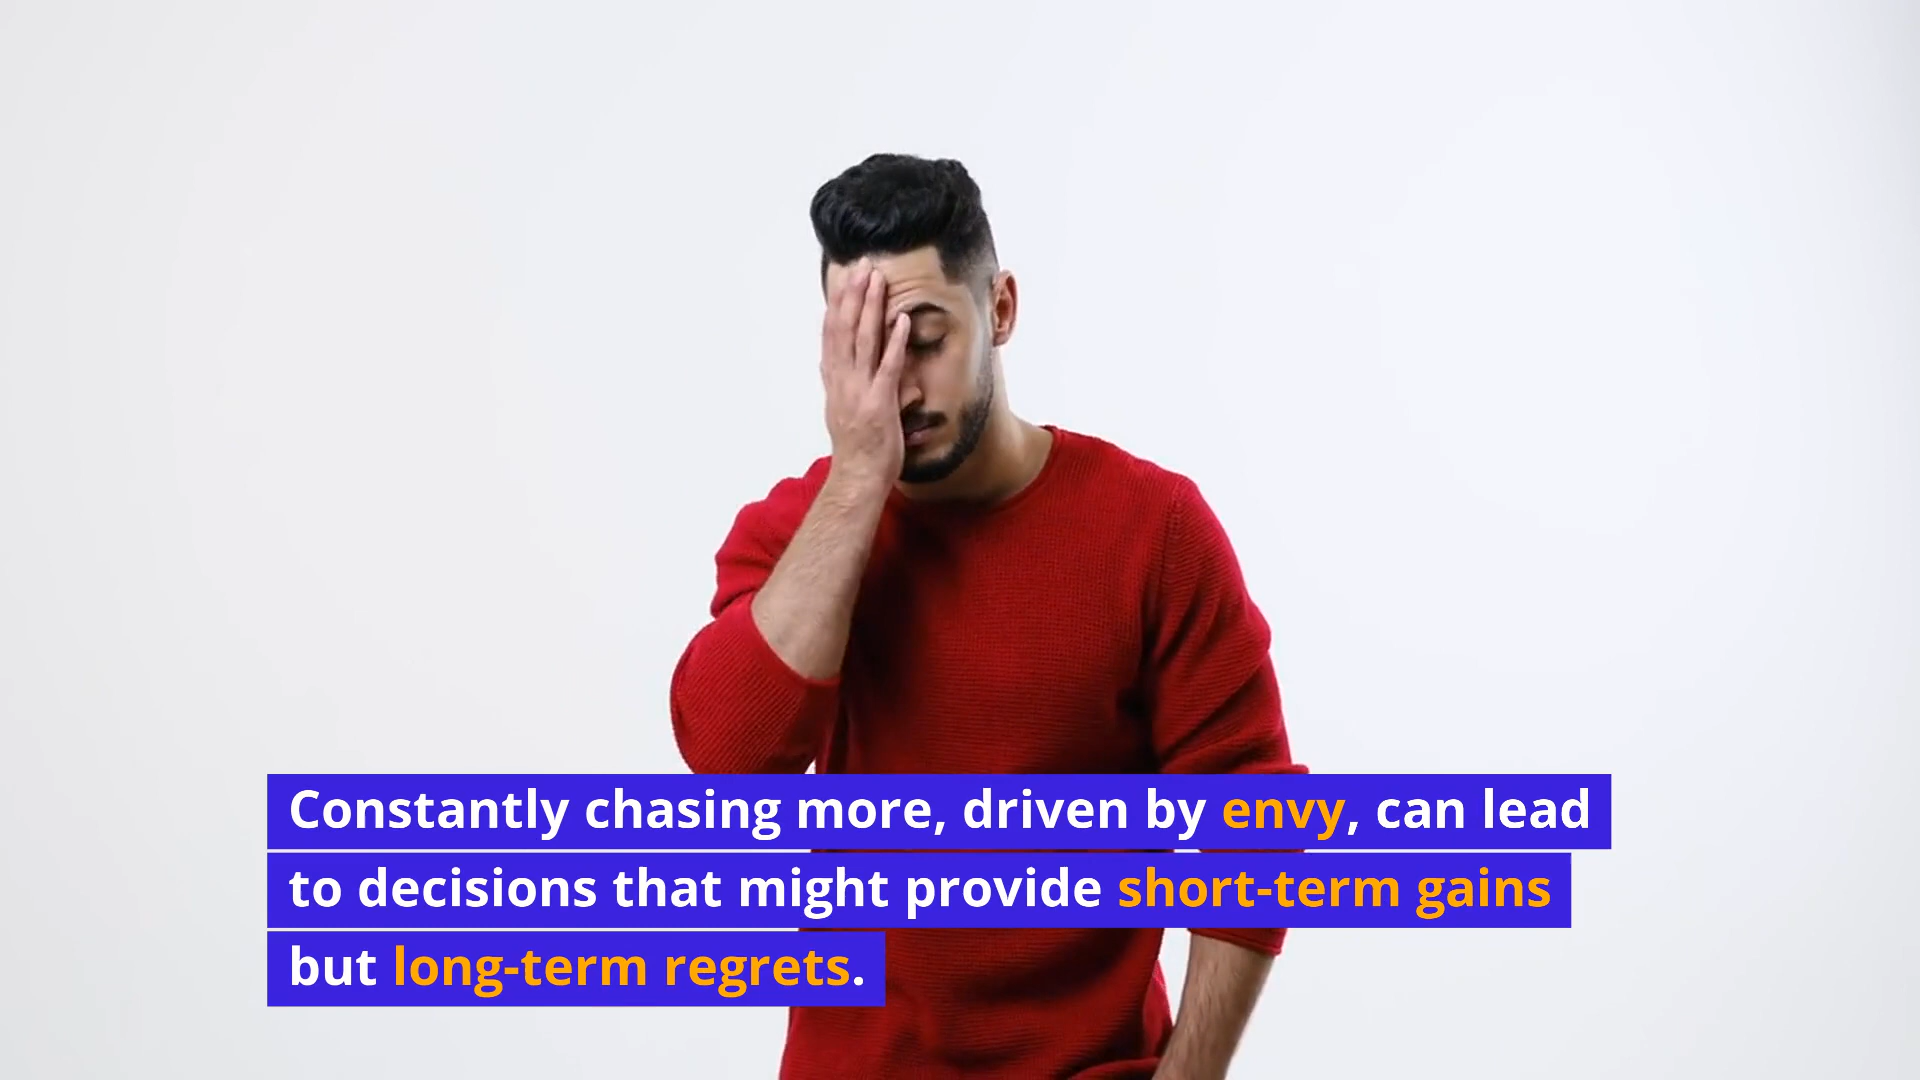 Constantly chasing more, driven by envy, can lead
to decisions that might provide short-term gains
but long-term regrets.